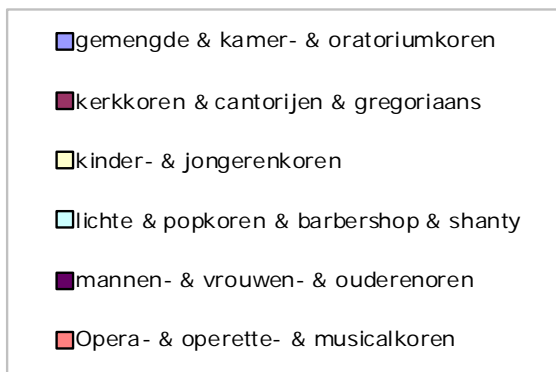 gemengde & kamer- & oratoriumkoren
kerkkoren & cantorijen & gregoriaans
kinder- & jongerenkoren
lichte & popkoren & barbershop & shanty
mannen- & vrouwen- & ouderenoren
Opera- & operette- & musicalkoren